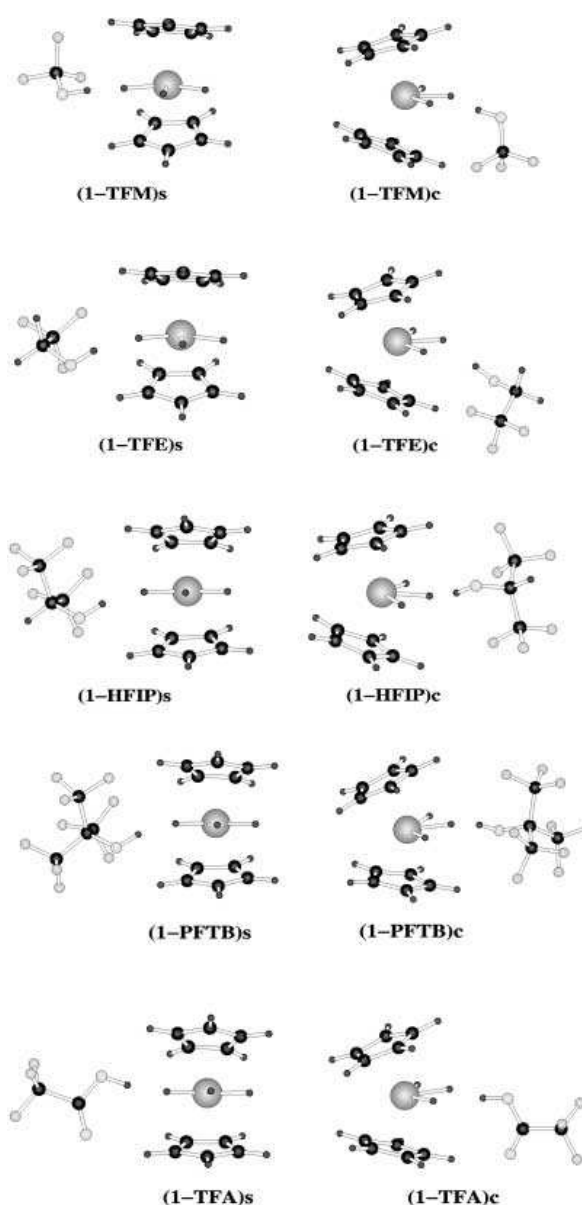 (1–TFM)s (1–TFM)c
(1–TFE)s (1–TFE)c
(1–HFIP)s (1–HFIP)c
(1–PFTB)s (1–PFTB)c
(1–TFA)s (1–TFA)c